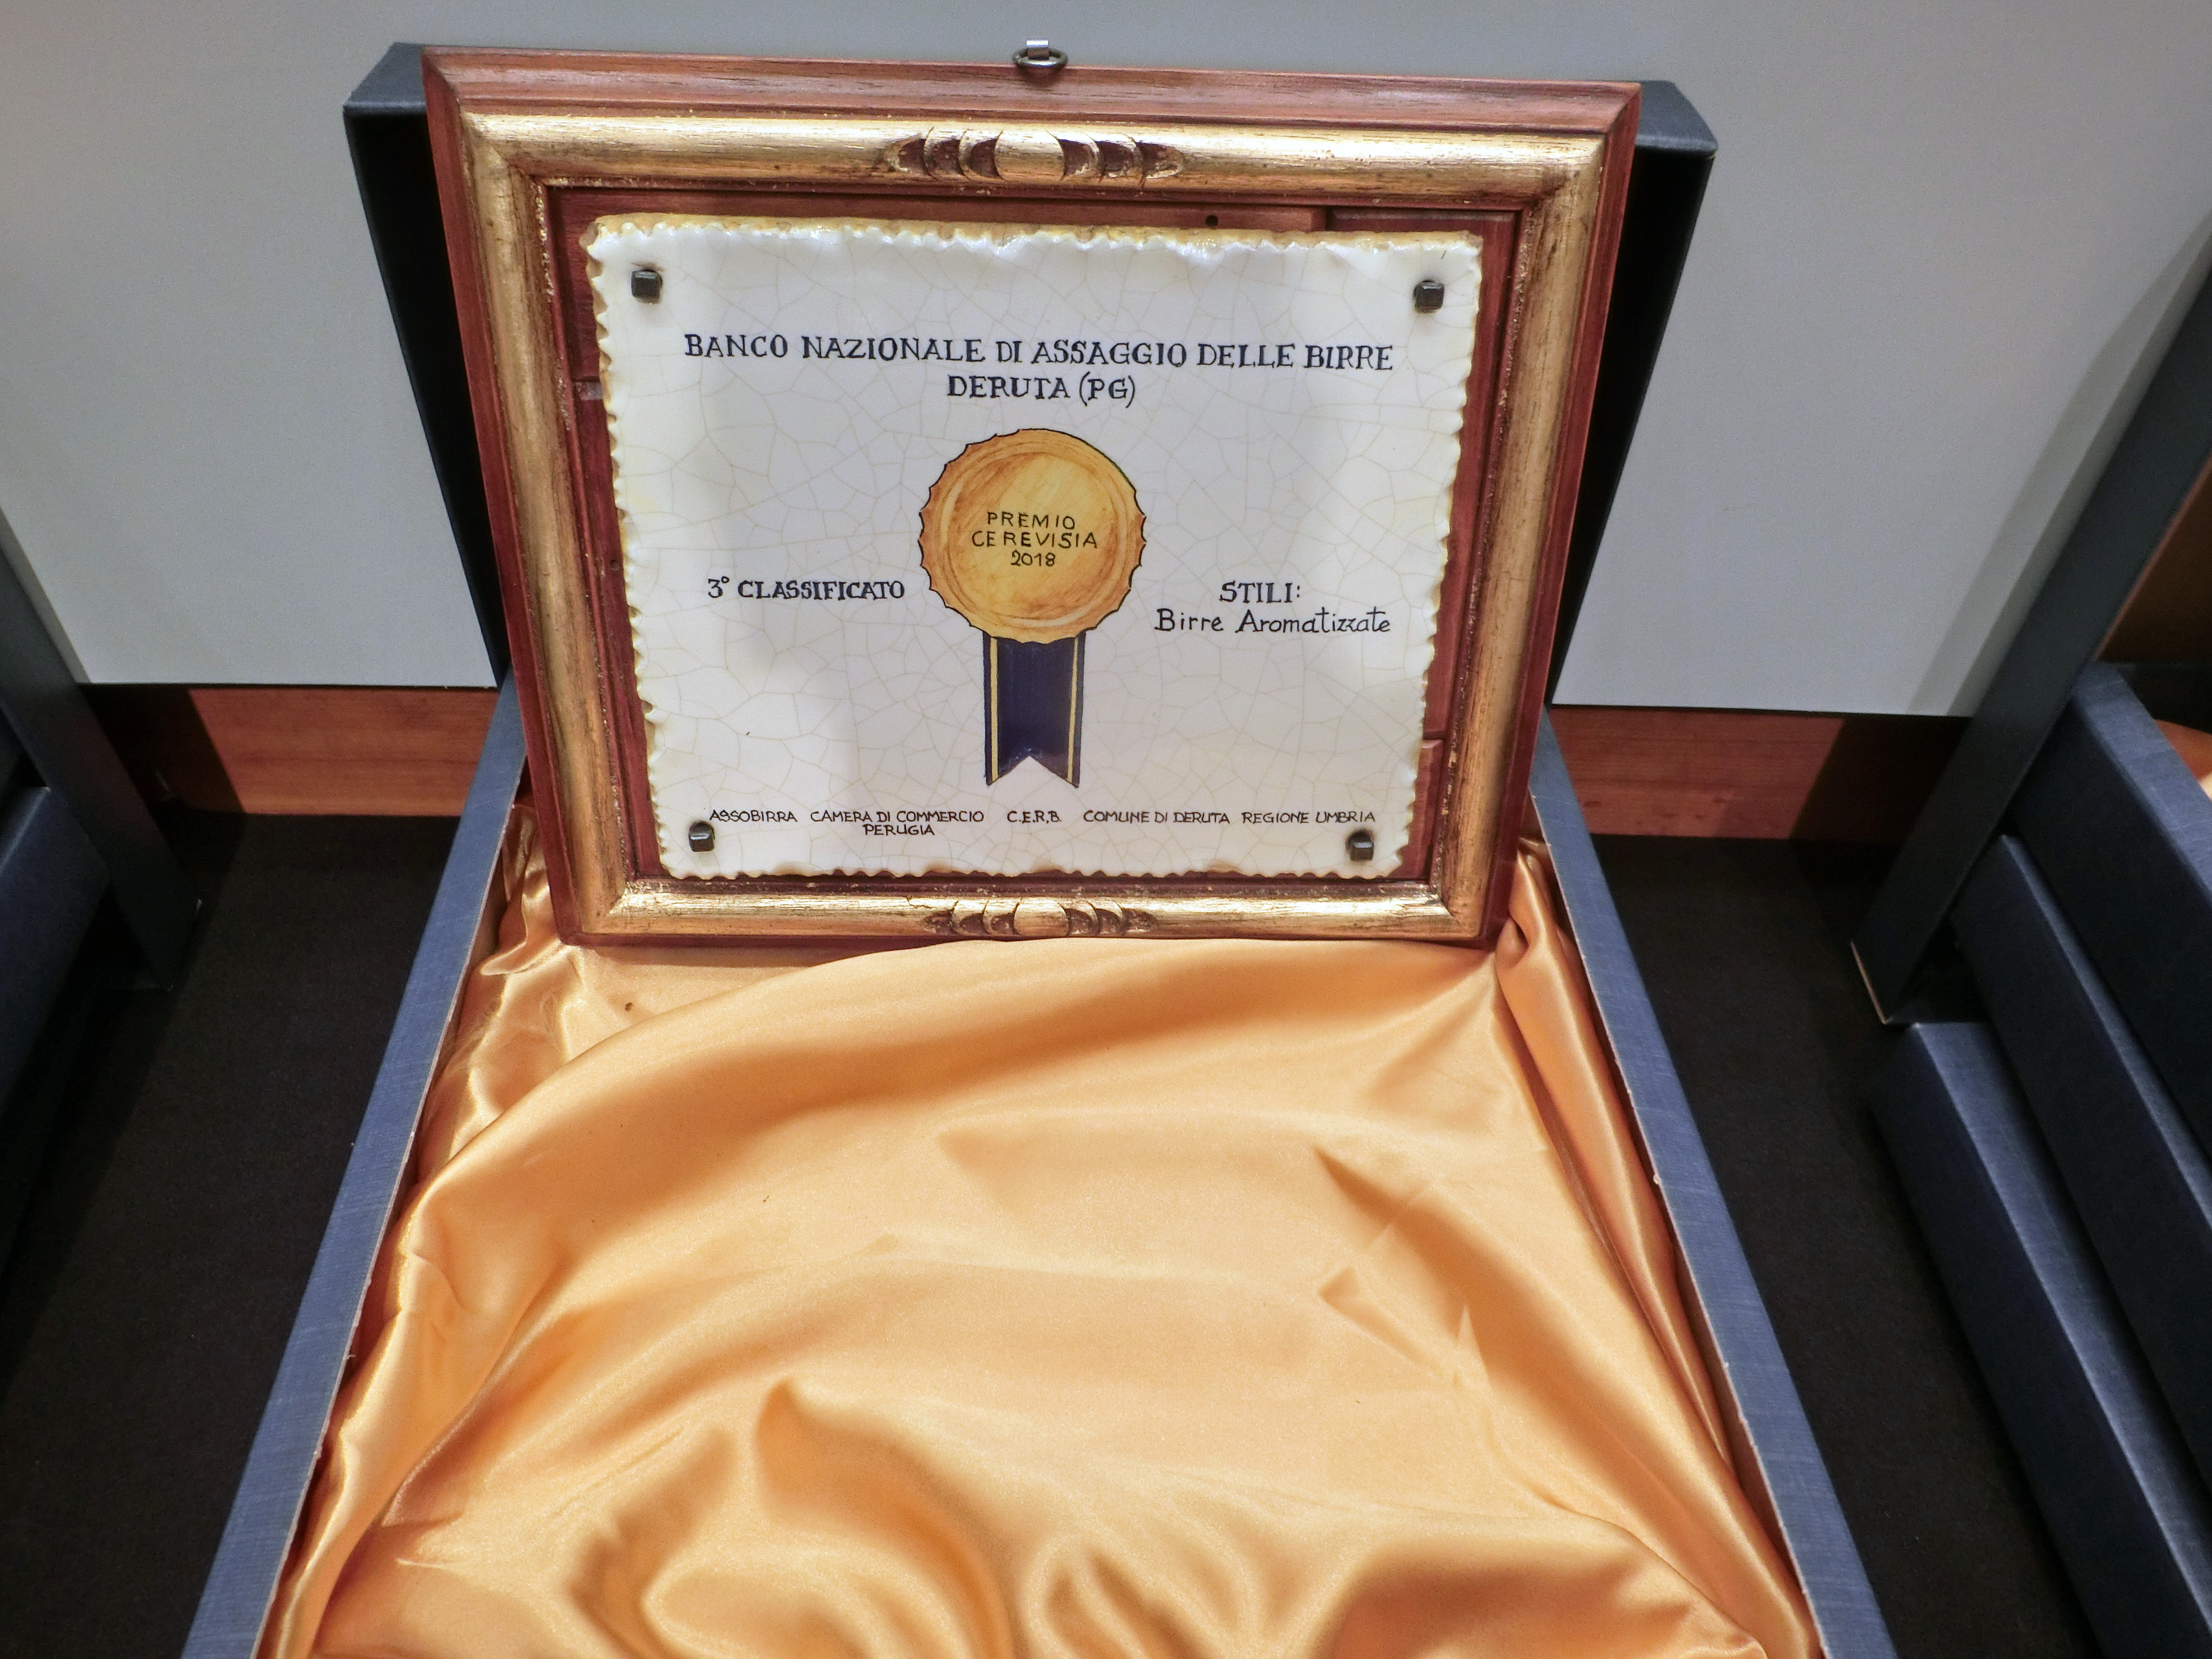 BANCO NAZIONALE DI ASSAGGIO DELLE BIRRE
DERUTA (PG)
PREMIO
CEREVISIA
2018
3° CLASSIFICATO
STILI:
Birre Aromatizzate
ASSOBIRRA CAMERA DI COMMERCIO C.E.R.B. COMUNE DI DERUTA REGIONE UMBRIA
PERUGIA